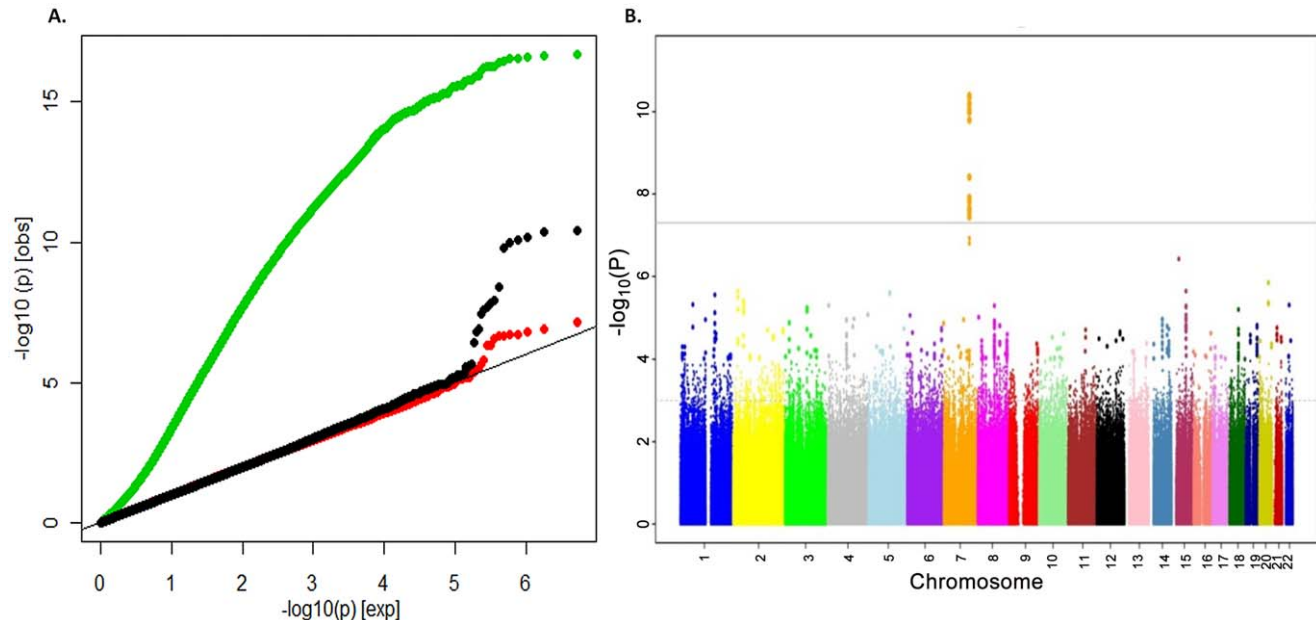 A.
-log10 (p) [obs]
15
10
5
0
0 1 2 3 4 5 6
-log10(p) [exp]
B.
-log10(P)
10
8
6
4
2
0
1 2 3 4 5 6 7 8 9 10 11 12 13 14 15 16 17 18 19 20 21 22
Chromosome